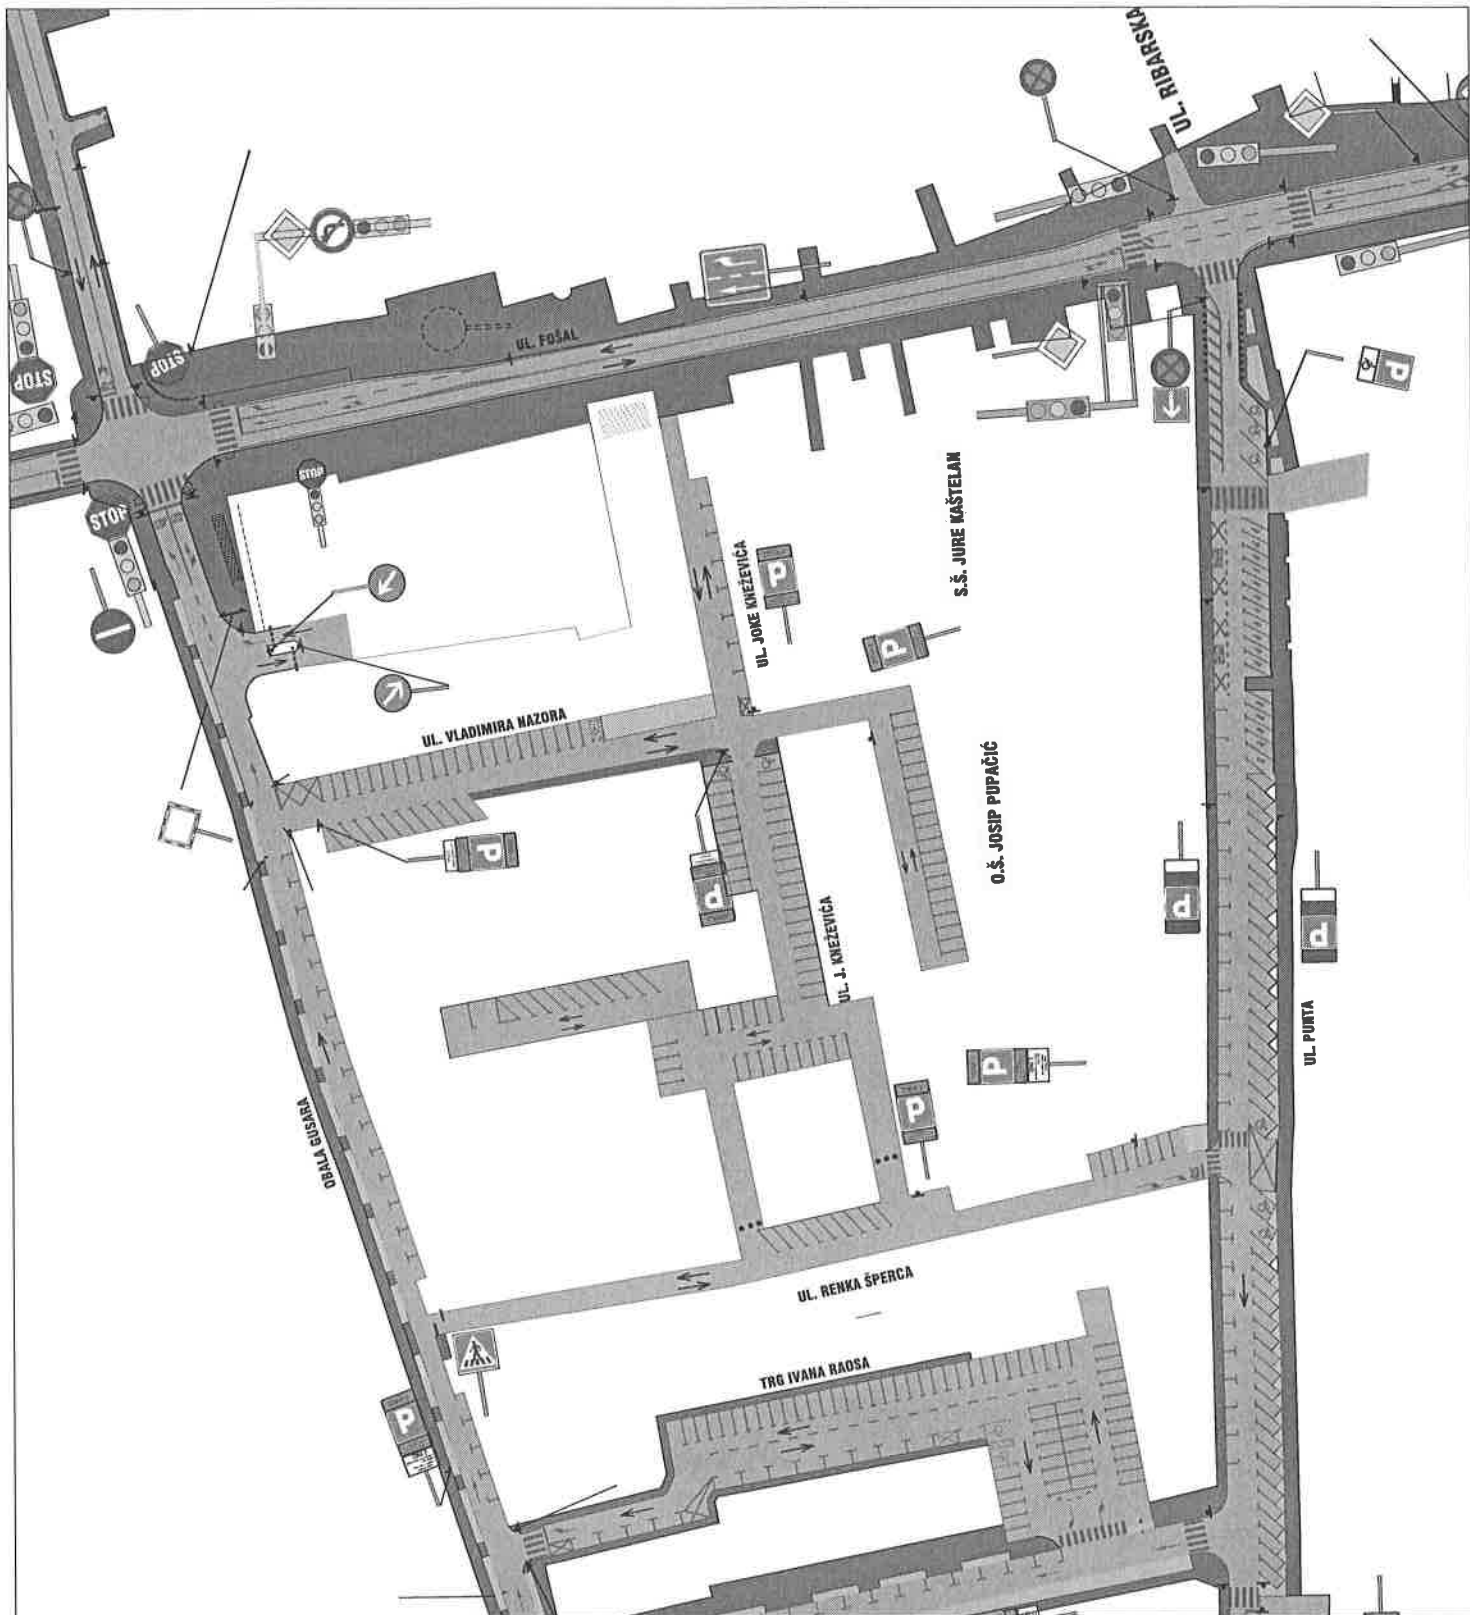 UL. RIBARSKA
STOP
STOP
UL. FOŠAL
STOP
STOP
P
P
S.Š. JURE KAŠTELAN
UL. JOKE KNEŽEVIĆA
P
UL. VLADIMIRA NAZORA
O.Š. JOSIP PUPAČIĆ
P
P
P
P
UL. J. KNEŽEVIĆA
UL. PUNTA
P
P
OBALA GUSARA
UL. RENKA ŠPERCA
TRG IVANA RAOSA
P